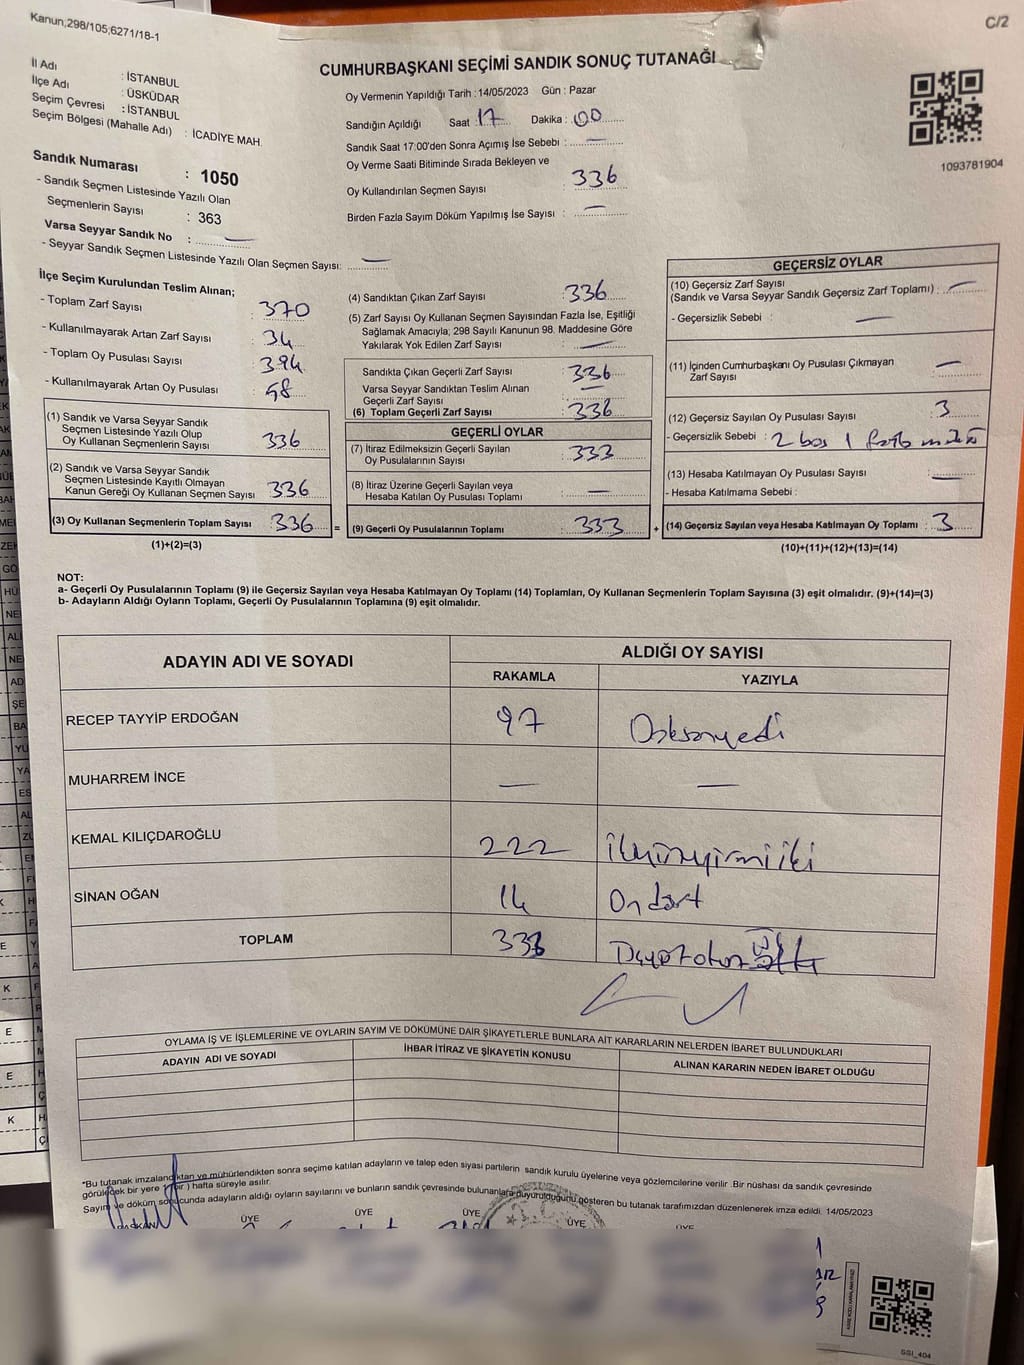 Kanun;298/105;6271/18-1
C/2
CUMHURBAŞKANI SEÇİMİ SANDIK SONUÇ TUTANAĞI
İl Adı : İSTANBUL
İlçe Adı : ÜSKÜDAR
Seçim Çevresi : İSTANBUL
Seçim Bölgesi (Mahalle Adı) : İCADİYE MAH.
Sandık Numarası : 1050
- Sandık Seçmen Listesinde Yazılı Olan
Seçmenlerin Sayısı : 363
Varsa Seyyar Sandık No : —
- Seyyar Sandık Seçmen Listesinde Yazılı Olan Seçmen Sayısı: —
Oy Vermenin Yapıldığı Tarih : 14/05/2023 Gün : Pazar
Sandığın Açıldığı Saat : 17 Dakika : 00
Sandık Saat 17:00'den Sonra Açımış İse Sebebi : —
Oy Verme Saati Bitiminde Sırada Bekleyen ve
Oy Kullandırılan Seçmen Sayısı : 336
Birden Fazla Sayım Döküm Yapılmış İse Sayısı : —
1093781904
İlçe Seçim Kurulundan Teslim Alınan;
- Toplam Zarf Sayısı : 370
- Kullanılmayarak Artan Zarf Sayısı : 34
- Toplam Oy Pusulası Sayısı : 394
- Kullanılmayarak Artan Oy Pusulası : 58
(1) Sandık ve Varsa Seyyar Sandık
Seçmen Listesinde Yazılı Olup
Oy Kullanan Seçmenlerin Sayısı : 336
(2) Sandık ve Varsa Seyyar Sandık
Seçmen Listesinde Kayıtlı Olmayan
Kanun Gereği Oy Kullanan Seçmen Sayısı : 336
(3) Oy Kullanan Seçmenlerin Toplam Sayısı : 336 =
(1)+(2)=(3)
(4) Sandıktan Çıkan Zarf Sayısı : 336
(5) Zarf Sayısı Oy Kullanan Seçmen Sayısından Fazla İse, Eşitliği
Sağlamak Amacıyla; 298 Sayılı Kanunun 98. Maddesine Göre
Yakılarak Yok Edilen Zarf Sayısı : —
Sandıkta Çıkan Geçerli Zarf Sayısı : 336
Varsa Seyyar Sandıktan Teslim Alınan
Geçerli Zarf Sayısı : —
(6) Toplam Geçerli Zarf Sayısı : 336
GEÇERLİ OYLAR
(7) İtiraz Edilmeksizin Geçerli Sayılan
Oy Pusulalarının Sayısı : 333
(8) İtiraz Üzerine Geçerli Sayılan veya
Hesaba Katılan Oy Pusulası Toplamı : —
(9) Geçerli Oy Pusulalarının Toplamı : 333 +
GEÇERSİZ OYLAR
(10) Geçersiz Zarf Sayısı
(Sandık ve Varsa Seyyar Sandık Geçersiz Zarf Toplamı) : —
- Geçersizlik Sebebi : —
(11) İçinden Cumhurbaşkanı Oy Pusulası Çıkmayan
Zarf Sayısı : —
(12) Geçersiz Sayılan Oy Pusulası Sayısı : 3
- Geçersizlik Sebebi : 2 boş 1
(13) Hesaba Katılmayan Oy Pusulası Sayısı : —
- Hesaba Katılmama Sebebi :
(14) Geçersiz Sayılan veya Hesaba Katılmayan Oy Toplamı : 3
(10)+(11)+(12)+(13)=(14)
NOT:
a- Geçerli Oy Pusulalarının Toplamı (9) ile Geçersiz Sayılan veya Hesaba Katılmayan Oy Toplamı (14) Toplamları, Oy Kullanan Seçmenlerin Toplam Sayısına (3) eşit olmalıdır. (9)+(14)=(3)
b- Adayların Aldığı Oyların Toplamı, Geçerli Oy Pusulalarının Toplamına (9) eşit olmalıdır.
ADAYIN ADI VE SOYADI ALDIĞI OY SAYISI
RAKAMLA YAZIYLA
RECEP TAYYİP ERDOĞAN 97 Doksanyedi
MUHARREM İNCE — —
KEMAL KILIÇDAROĞLU 222 ikiyüzyirmiiki
SİNAN OĞAN 14 Ondört
TOPLAM 333
OYLAMA İŞ VE İŞLEMLERİNE VE OYLARIN SAYIM VE DÖKÜMÜNE DAİR ŞİKAYETLERLE BUNLARA AİT KARARLARIN NELERDEN İBARET BULUNDUKLARI
ADAYIN ADI VE SOYADI İHBAR İTİRAZ VE ŞİKAYETİN KONUSU ALINAN KARARIN NEDEN İBARET OLDUĞU
*Bu tutanak imzalandıktan ve mühürlendikten sonra seçime katılan adayların ve talep eden siyasi partilerin sandık kurulu üyelerine veya gözlemcilerine verilir .Bir nüshası da sandık çevresinde
görülecek bir yere 1 (bir ) hafta süreyle asılır.
Sayım ve döküm sonucunda adayların aldığı oyların sayılarını ve bunların sandık çevresinde bulunanlara duyurulduğunu gösteren bu tutanak tarafımızdan düzenlenerek imza edildi. 14/05/2023
BAŞKAN ÜYE ÜYE ÜYE ÜYE ÜYE
SSI_404